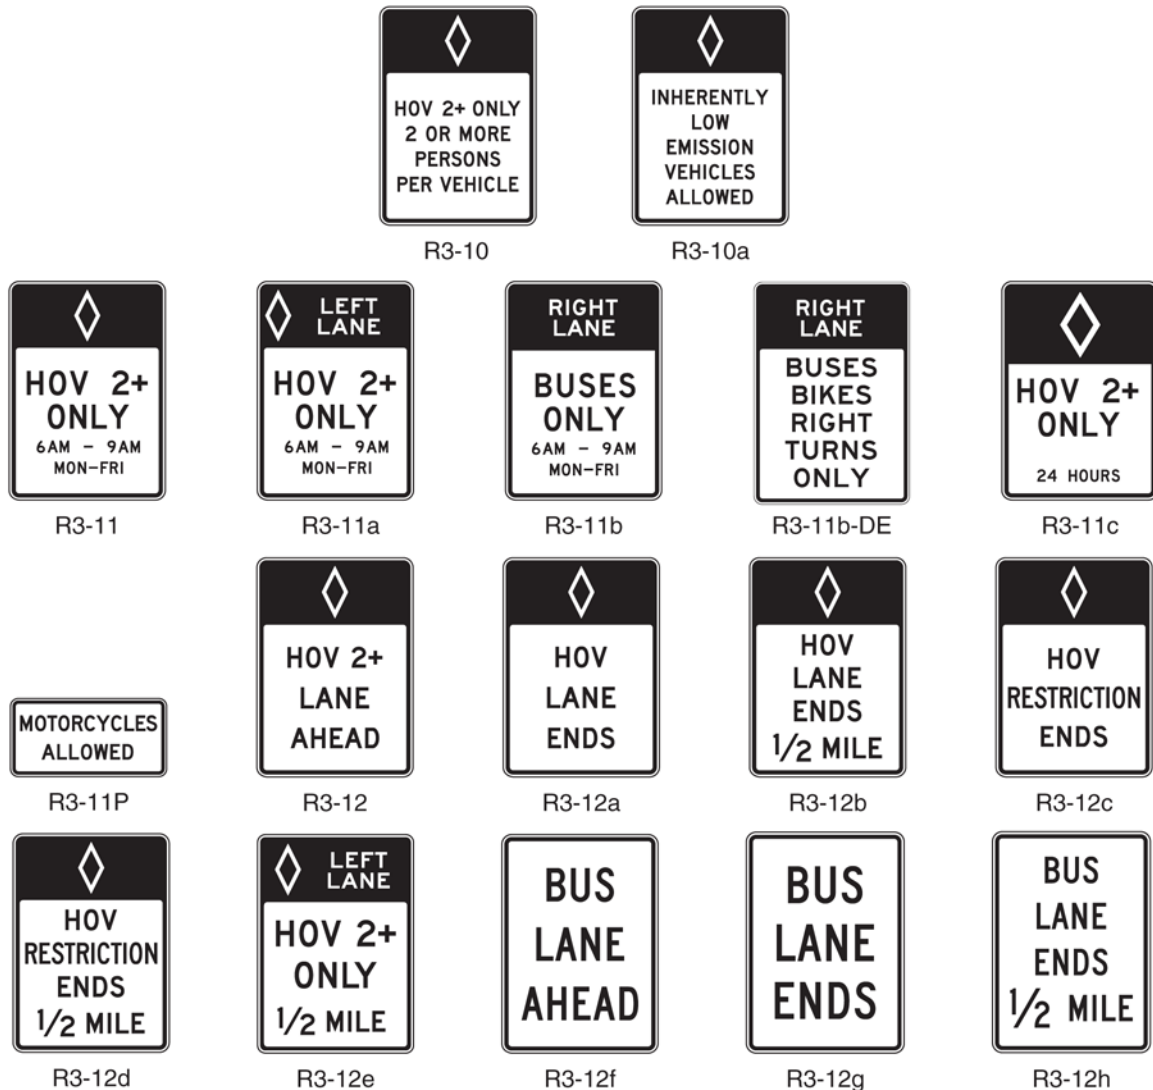 HOV 2+ ONLY
2 OR MORE
PERSONS
PER VEHICLE
R3-10
INHERENTLY
LOW
EMISSION
VEHICLES
ALLOWED
R3-10a
HOV 2+
ONLY
6AM – 9AM
MON–FRI
R3-11
LEFT
LANE
HOV 2+
ONLY
6AM – 9AM
MON–FRI
R3-11a
RIGHT
LANE
BUSES
ONLY
6AM – 9AM
MON–FRI
R3-11b
RIGHT
LANE
BUSES
BIKES
RIGHT
TURNS
ONLY
R3-11b-DE
HOV 2+
ONLY
24 HOURS
R3-11c
MOTORCYCLES
ALLOWED
R3-11P
HOV 2+
LANE
AHEAD
R3-12
HOV
LANE
ENDS
R3-12a
HOV
LANE
ENDS
1/2 MILE
R3-12b
HOV
RESTRICTION
ENDS
R3-12c
HOV
RESTRICTION
ENDS
1/2 MILE
R3-12d
LEFT
LANE
HOV 2+
ONLY
1/2 MILE
R3-12e
BUS
LANE
AHEAD
R3-12f
BUS
LANE
ENDS
R3-12g
BUS
LANE
ENDS
1/2 MILE
R3-12h